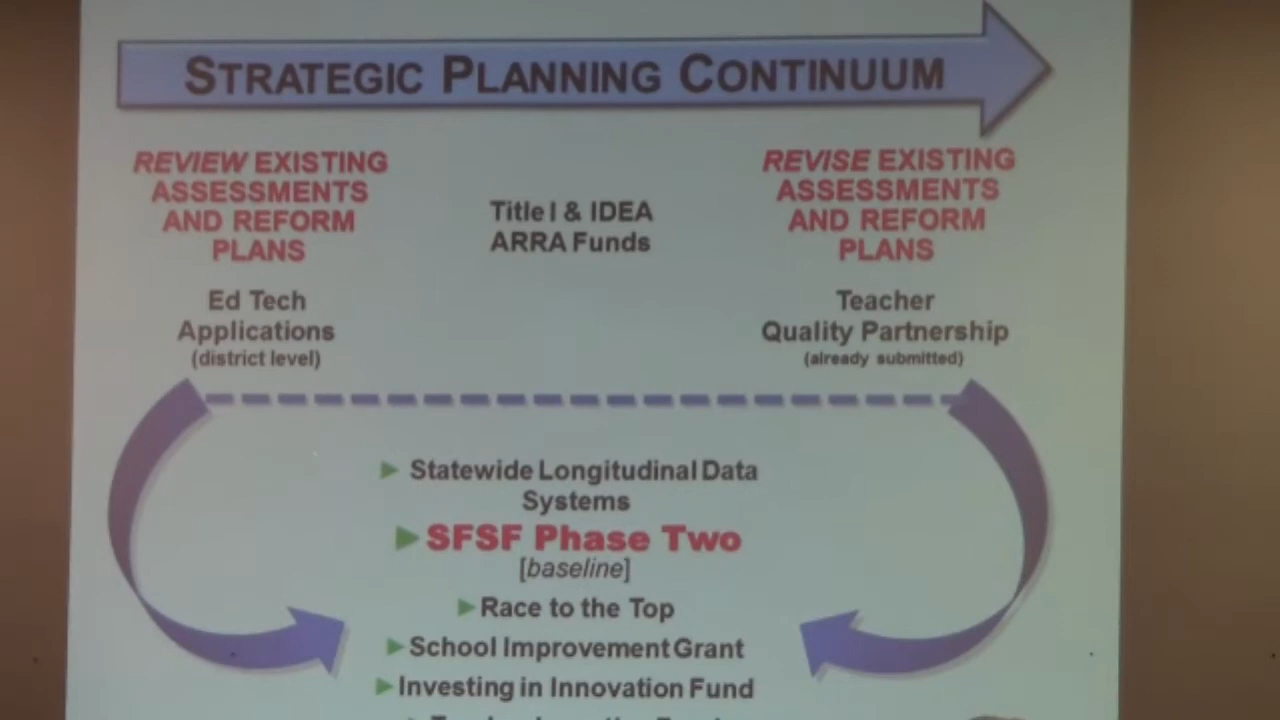 STRATEGIC PLANNING CONTINUUM
REVIEW EXISTING
ASSESSMENTS
AND REFORM
PLANS
Ed Tech
Applications
(district level)
Title I & IDEA
ARRA Funds
REVISE EXISTING
ASSESSMENTS
AND REFORM
PLANS
Teacher
Quality Partnership
(already submitted)
Statewide Longitudinal Data
Systems
SFSF Phase Two
[baseline]
Race to the Top
School Improvement Grant
Investing in Innovation Fund